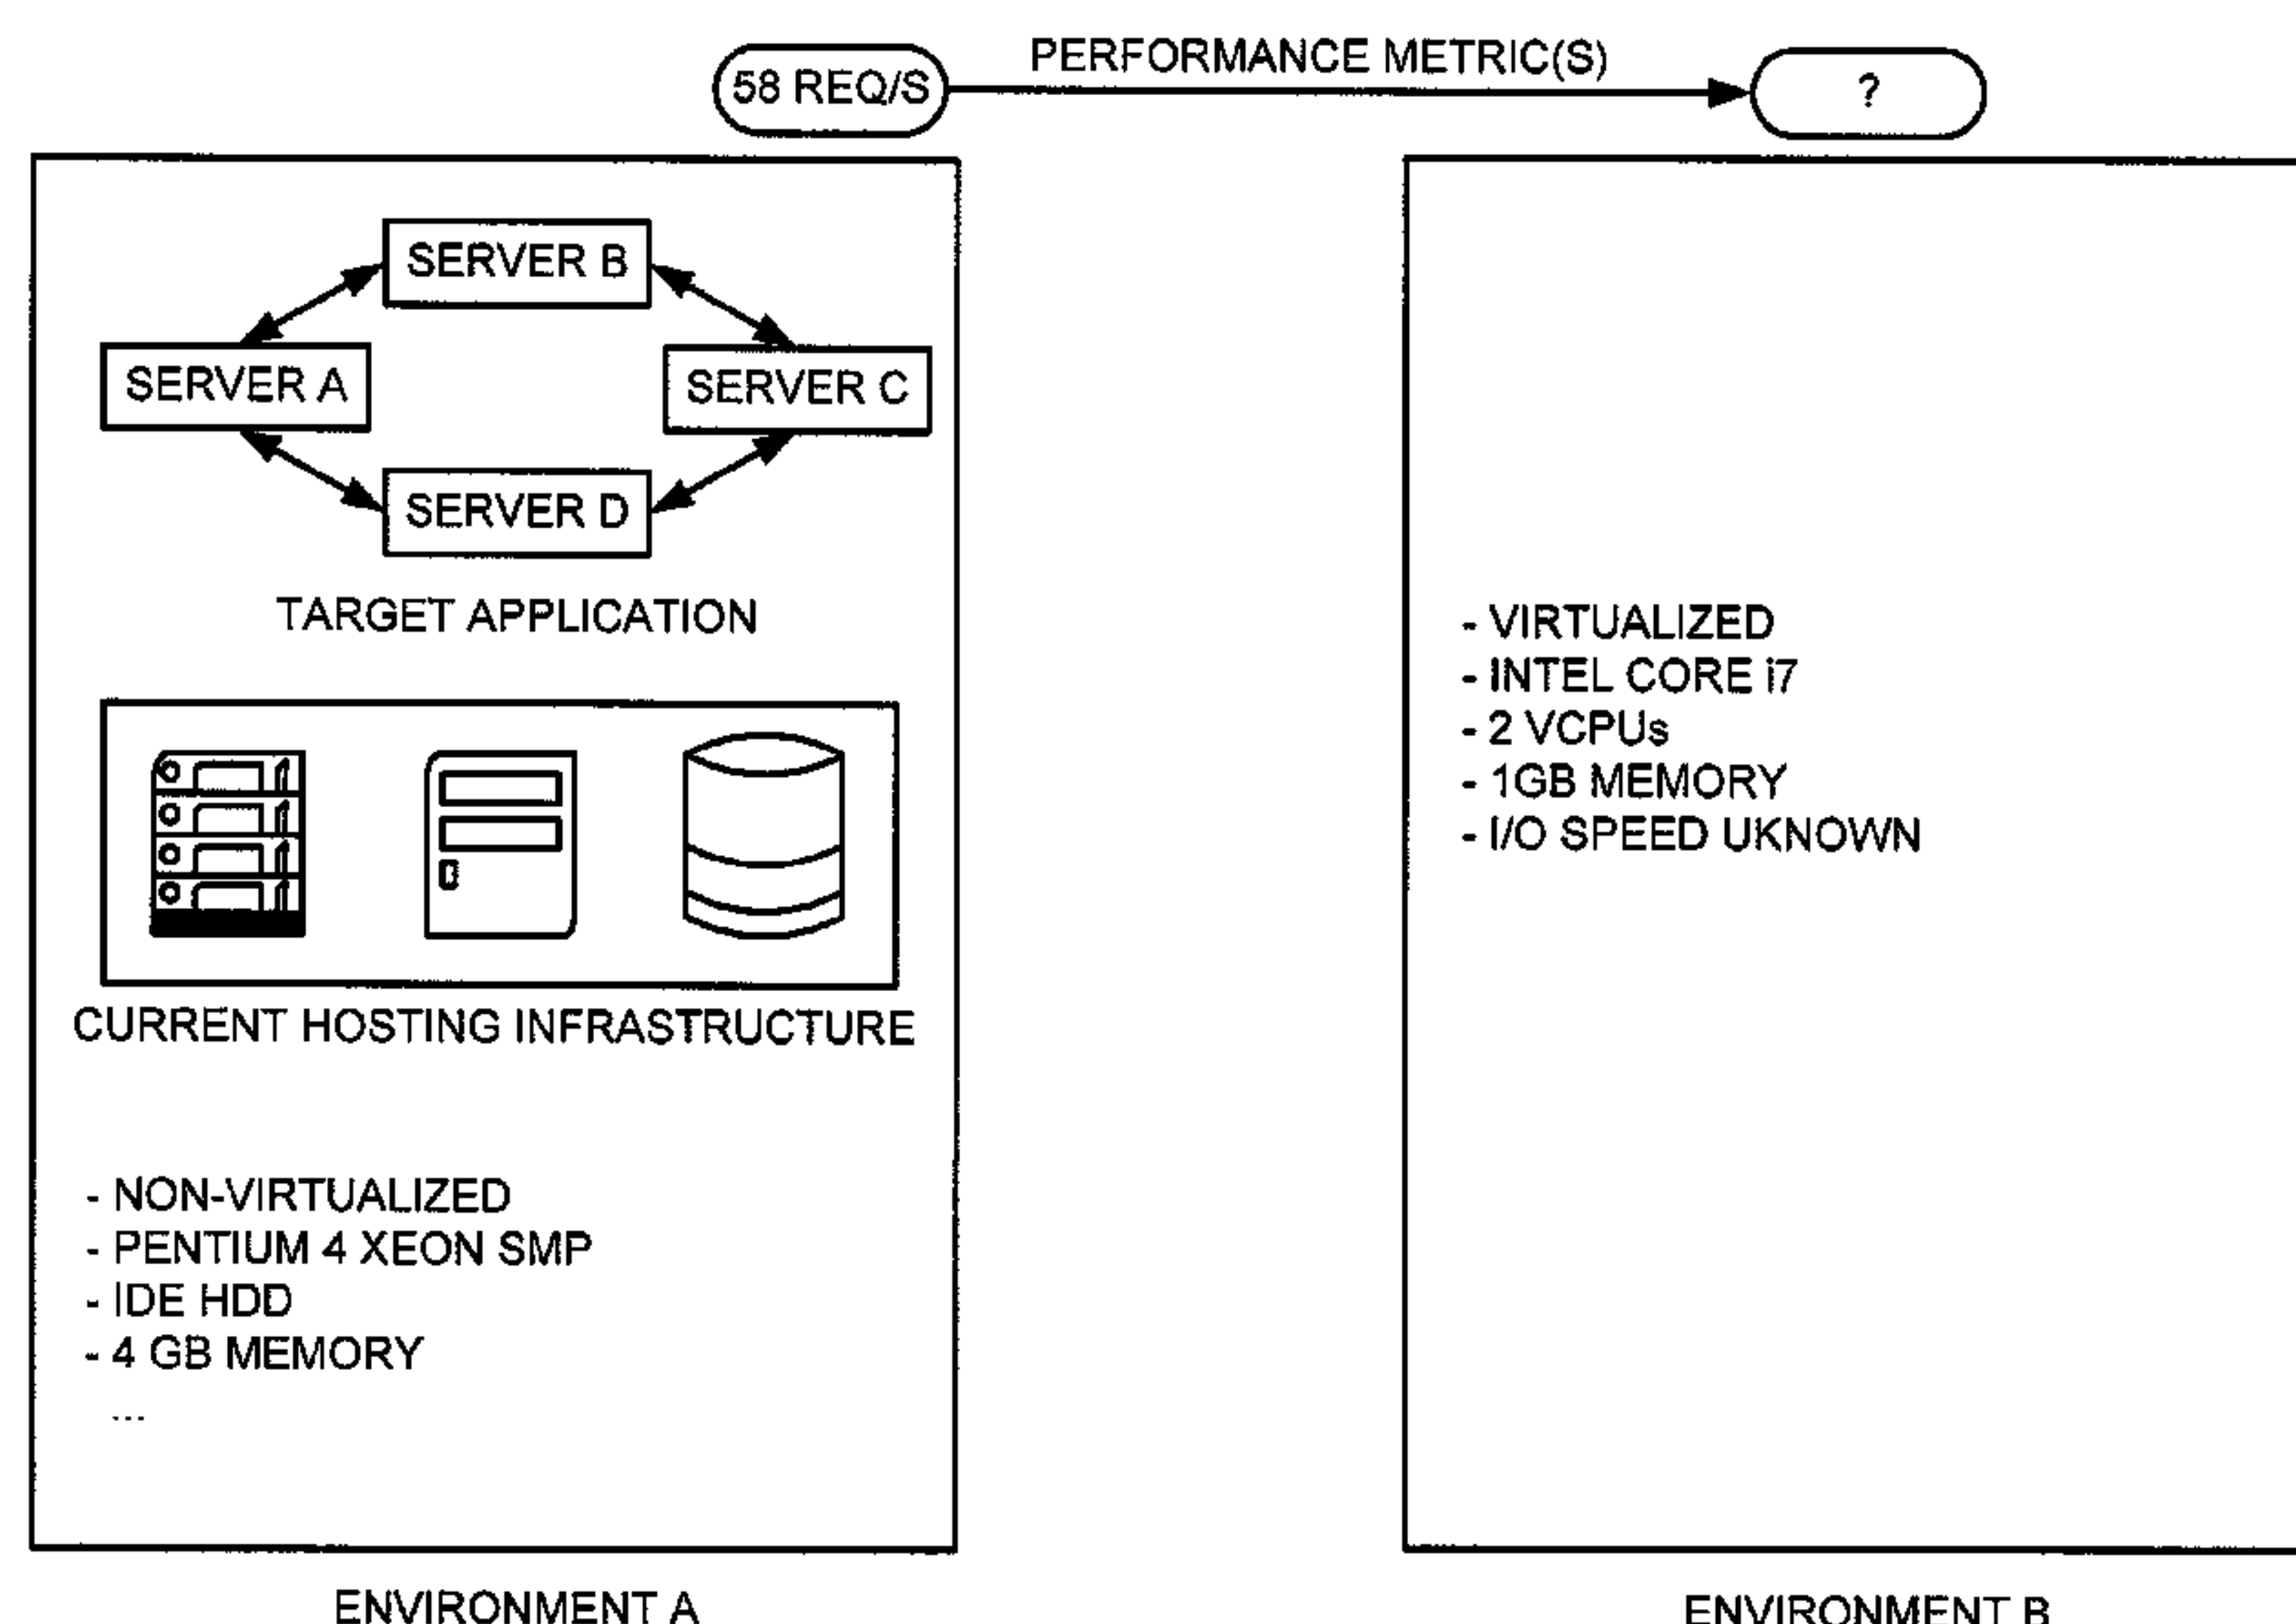 58 REQ/S
PERFORMANCE METRIC(S)
?
SERVER B
SERVER A
SERVER C
SERVER D
TARGET APPLICATION
CURRENT HOSTING INFRASTRUCTURE
- NON-VIRTUALIZED
- PENTIUM 4 XEON SMP
- IDE HDD
- 4 GB MEMORY
...
ENVIRONMENT A
- VIRTUALIZED
- INTEL CORE i7
- 2 VCPUs
- 1GB MEMORY
- I/O SPEED UKNOWN
ENVIRONMENT B